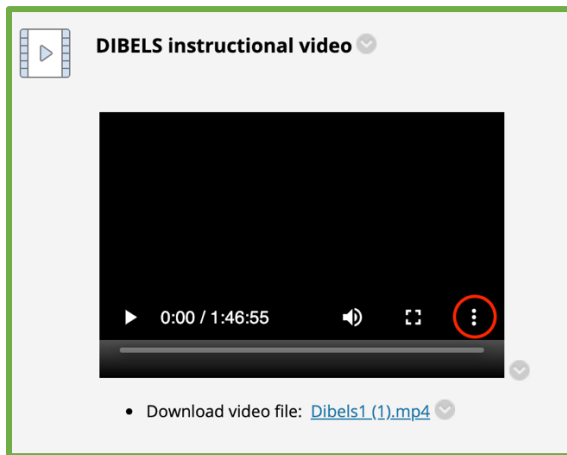 DIBELS instructional video
0:00 / 1:46:55
Download video file: Dibels1 (1).mp4